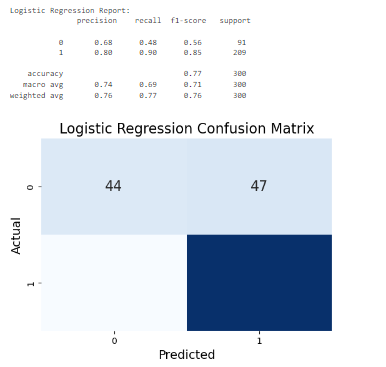 Logistic Regression Report:
precision recall f1-score support
0 0.68 0.48 0.56 91
1 0.80 0.90 0.85 209
accuracy 0.77 300
macro avg 0.74 0.69 0.71 300
weighted avg 0.76 0.77 0.76 300
Logistic Regression Confusion Matrix
0 44 47
1
Actual
0 1
Predicted